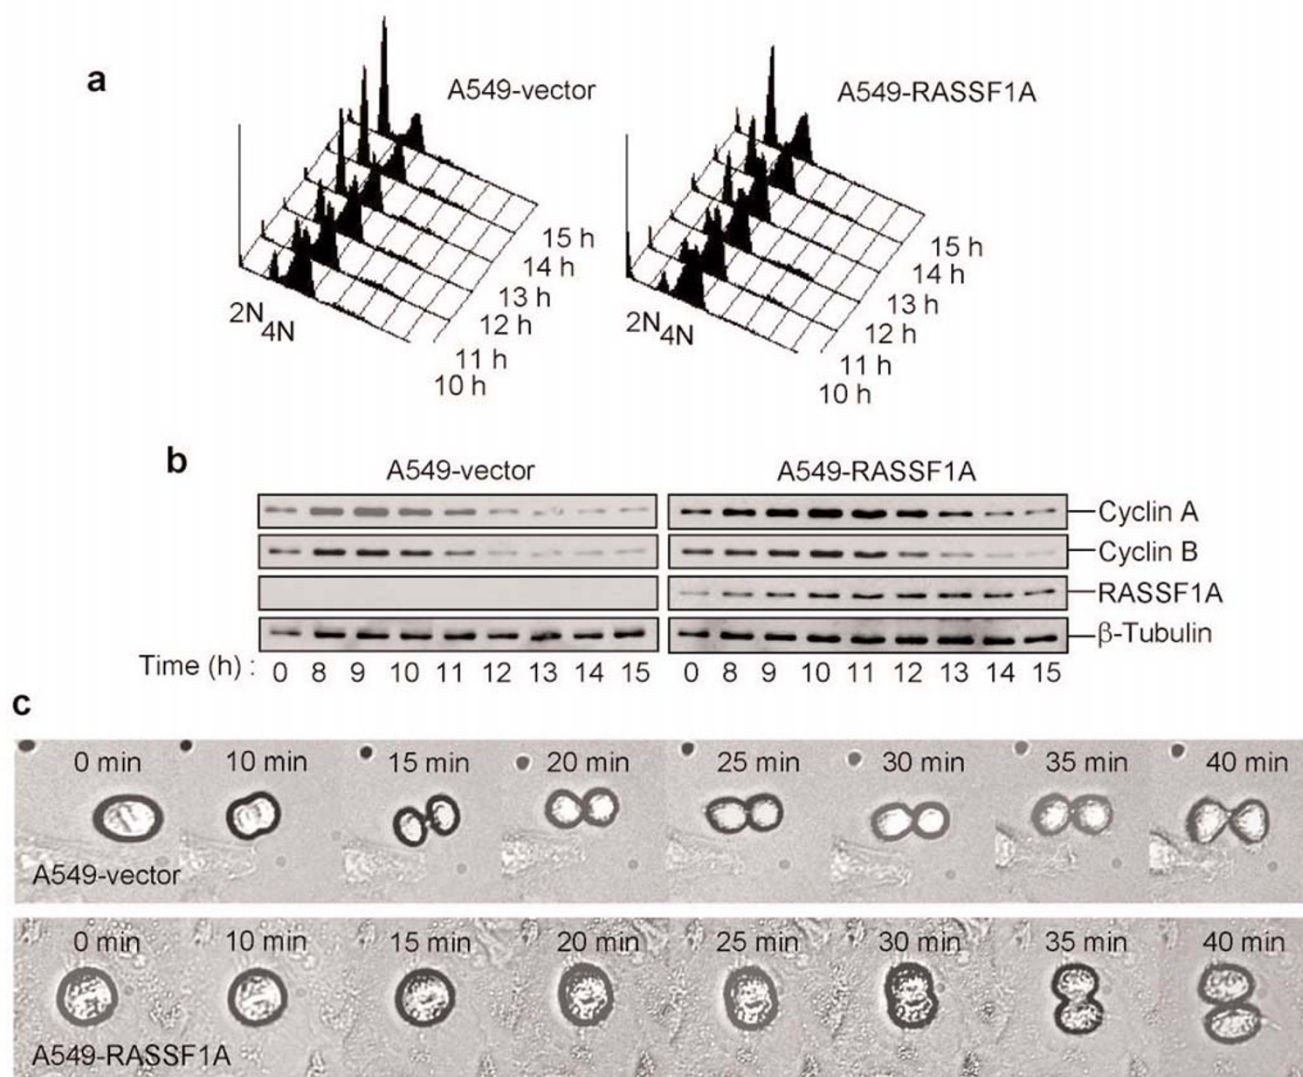 a
A549-vector
A549-RASSF1A
15 h
14 h
13 h
12 h
11 h
10 h
2N
4N
15 h
14 h
13 h
12 h
11 h
10 h
2N
4N
b
A549-vector
A549-RASSF1A
Cyclin A
Cyclin B
RASSF1A
β-Tubulin
Time (h) : 0 8 9 10 11 12 13 14 15 0 8 9 10 11 12 13 14 15
c
0 min 10 min 15 min 20 min 25 min 30 min 35 min 40 min
A549-vector
0 min 10 min 15 min 20 min 25 min 30 min 35 min 40 min
A549-RASSF1A